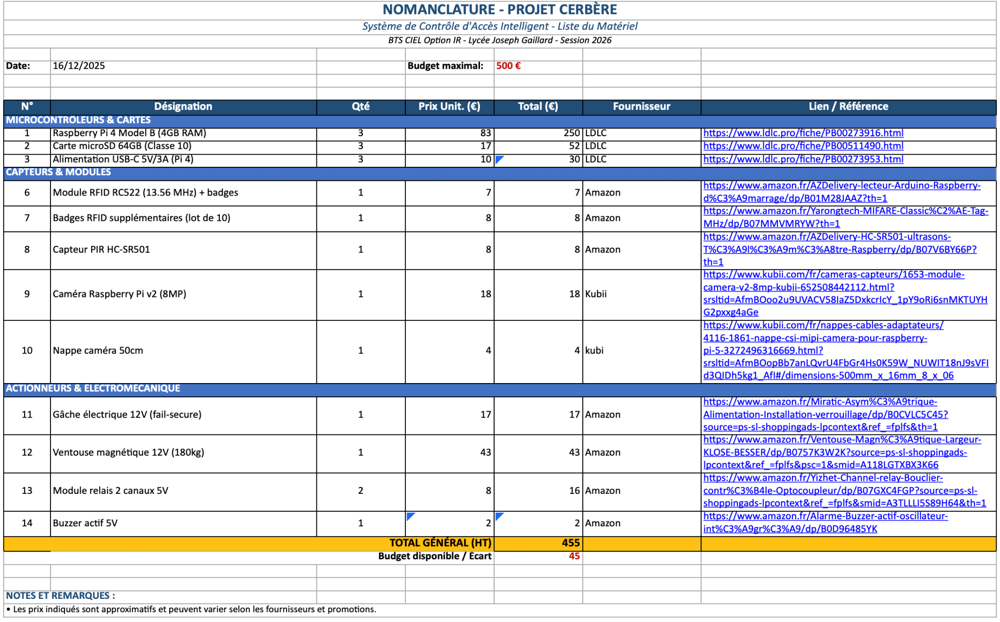 NOMANCLATURE - PROJET CERBÈRE
Système de Contrôle d'Accès Intelligent - Liste du Matériel
BTS CIEL Option IR - Lycée Joseph Gaillard - Session 2026
Date: 16/12/2025 Budget maximal: 500 €
N° Désignation Qté Prix Unit. (€) Total (€) Fournisseur Lien / Référence
MICROCONTRÔLEURS & CARTES
1 Raspberry Pi 4 Model B (4GB RAM) 3 83 250 LDLC https://www.ldlc.pro/fiche/PB00273916.html
2 Carte microSD 64GB (Classe 10) 3 17 52 LDLC https://www.ldlc.pro/fiche/PB00511490.html
3 Alimentation USB-C 5V/3A (Pi 4) 3 10 30 LDLC https://www.ldlc.pro/fiche/PB00273953.html
CAPTEURS & MODULES
6 Module RFID RC522 (13.56 MHz) + badges 1 7 7 Amazon https://www.amazon.fr/AZDelivery-lecteur-Arduino-Raspberry-
d%C3%A9marrage/dp/B01M28JAAZ?th=1
7 Badges RFID supplémentaires (lot de 10) 1 8 8 Amazon https://www.amazon.fr/Yarongtech-MIFARE-Classic%C2%AE-Tag-
MHz/dp/B07MMVMRYW?th=1
8 Capteur PIR HC-SR501 1 8 8 Amazon https://www.amazon.fr/AZDelivery-HC-SR501-ultrasons-
T%C3%A9l%C3%A9m%C3%A8tre-Raspberry/dp/B07V6BY66P?
th=1
9 Caméra Raspberry Pi v2 (8MP) 1 18 18 Kubii https://www.kubii.com/fr/cameras-capteurs/1653-module-
camera-v2-8mp-kubii-652508442112.html?
srsltid=AfmBOoo2u9UVACV58IaZ5DxkcrIcY_1pY9oRi6snMKTUYH
G2pxxg4aGe
10 Nappe caméra 50cm 1 4 4 kubi https://www.kubii.com/fr/nappes-cables-adaptateurs/
4116-1861-nappe-csi-mipi-camera-pour-raspberry-
pi-5-3272496316669.html?
srsltid=AfmBOopBb7anLQvrU4FbGr4Hs0K59W_NUWIT18nJ9sVFI
d3QIDh5kg1_AfI#/dimensions-500mm_x_16mm_8_x_06
ACTIONNEURS & ÉLECTROMÉCANIQUE
11 Gâche électrique 12V (fail-secure) 1 17 17 Amazon https://www.amazon.fr/Miratic-Asym%C3%A9trique-
Alimentation-Installation-verrouillage/dp/B0CVLC5C45?
source=ps-sl-shoppingads-lpcontext&ref_=fplfs&th=1
12 Ventouse magnétique 12V (180kg) 1 43 43 Amazon https://www.amazon.fr/Ventouse-Magn%C3%A9tique-Largeur-
KLOSE-BESSER/dp/B0757K3W2K?source=ps-sl-shoppingads-
lpcontext&ref_=fplfs&psc=1&smid=A118LGTXBX3K66
13 Module relais 2 canaux 5V 2 8 16 Amazon https://www.amazon.fr/Yizhet-Channel-relay-Bouclier-
contr%C3%B4le-Optocoupleur/dp/B07GXC4FGP?source=ps-sl-
shoppingads-lpcontext&ref_=fplfs&smid=A3TLLLI5S89H64&th=1
14 Buzzer actif 5V 1 2 2 Amazon https://www.amazon.fr/Alarme-Buzzer-actif-oscillateur-
int%C3%A9gr%C3%A9/dp/B0D96485YK
TOTAL GÉNÉRAL (HT) 455
Budget disponible / Écart 45
NOTES ET REMARQUES :
• Les prix indiqués sont approximatifs et peuvent varier selon les fournisseurs et promotions.